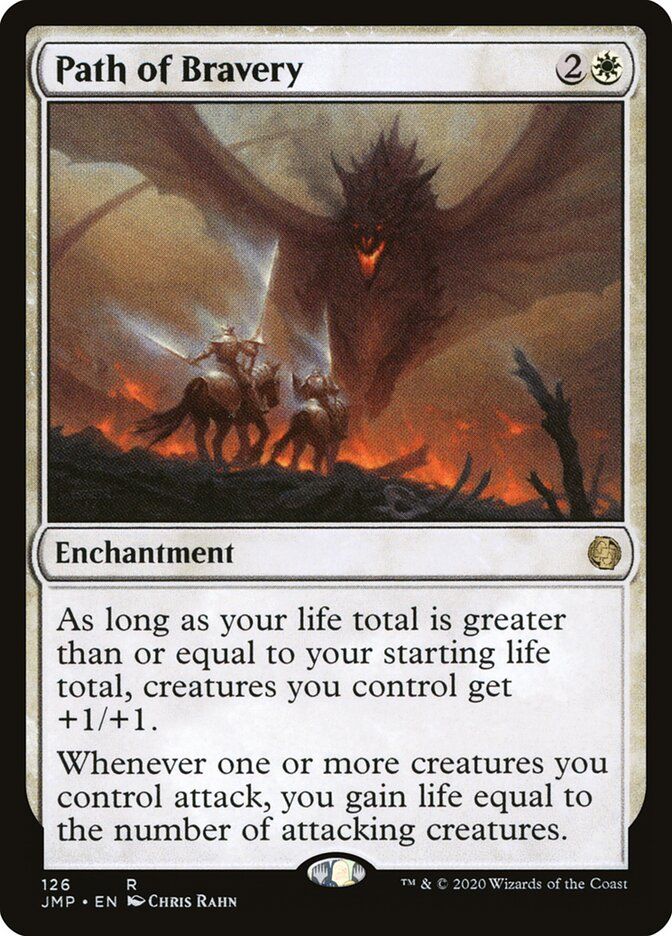 Path of Bravery 2
Enchantment
As long as your life total is greater
than or equal to your starting life
total, creatures you control get
+1/+1.
Whenever one or more creatures you
control attack, you gain life equal to
the number of attacking creatures.
126 R
JMP • EN Chris Rahn
™ & © 2020 Wizards of the Coast